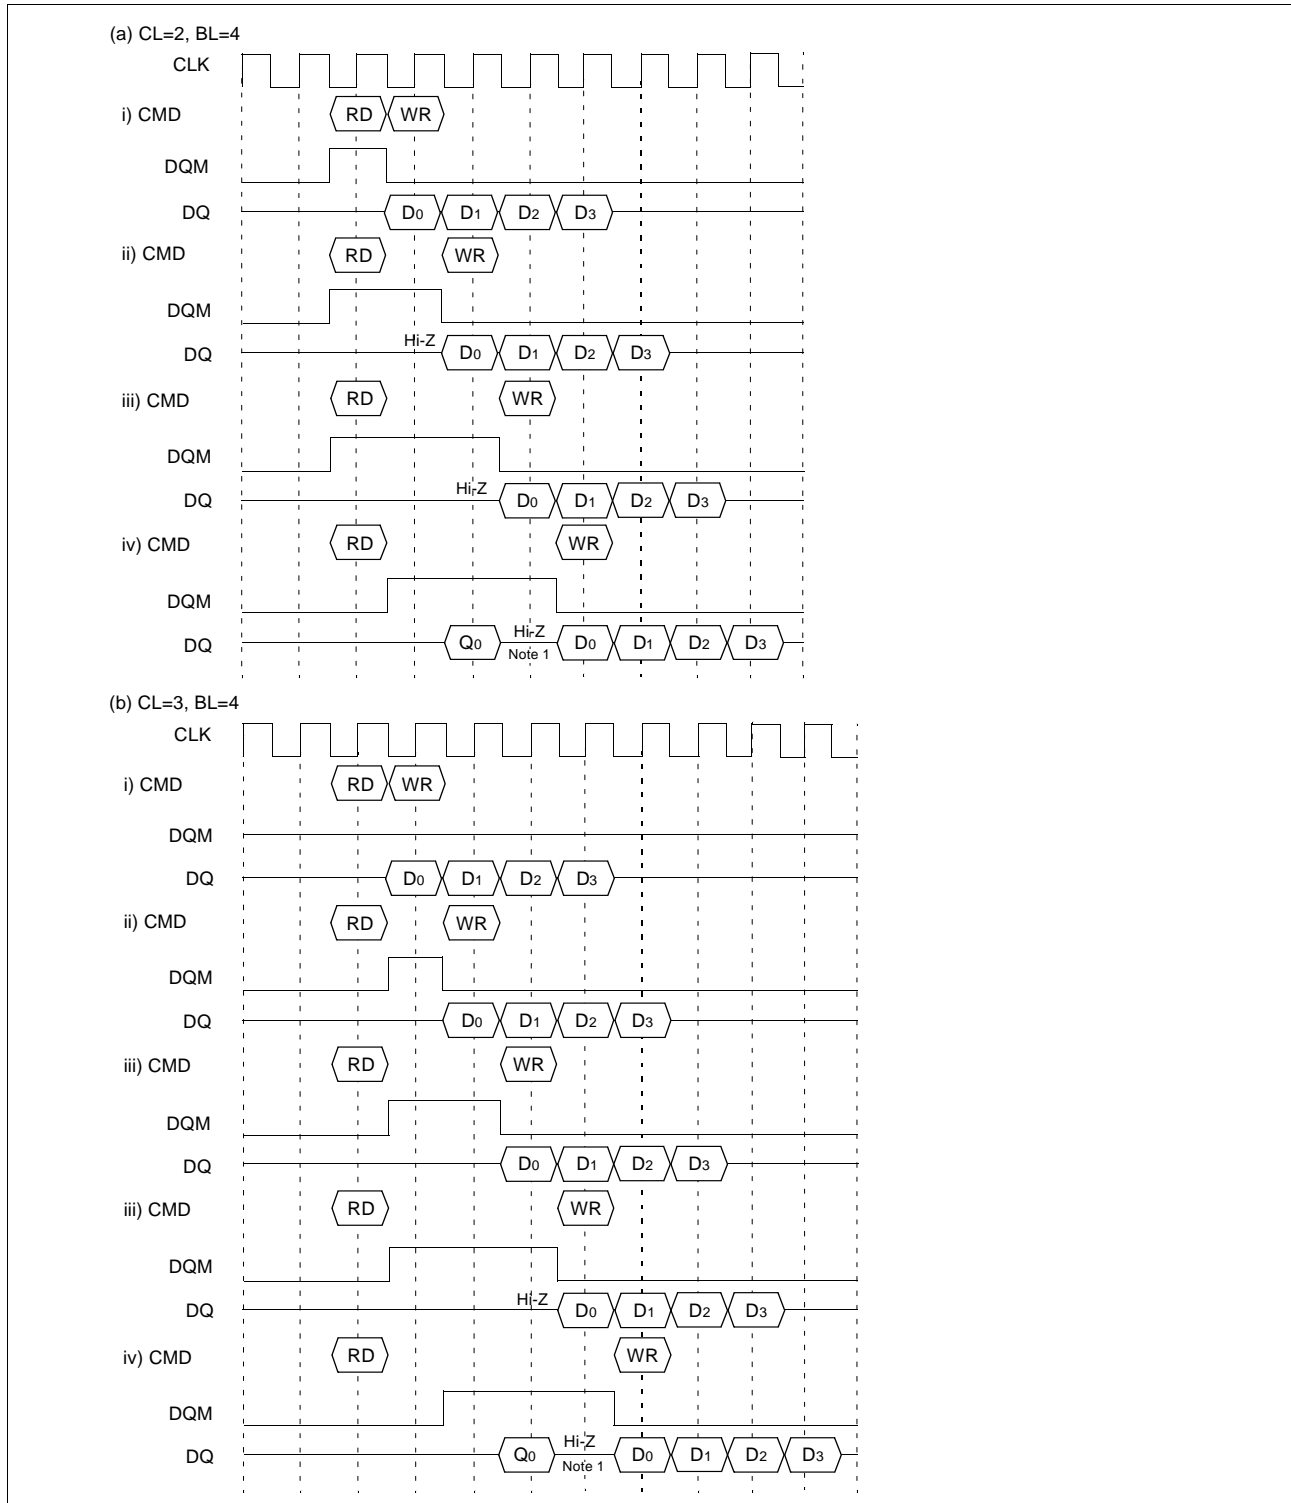 (a) CL=2, BL=4
CLK
i) CMD RD WR
DQM
DQ D0 D1 D2 D3
ii) CMD RD WR
DQM
Hi-Z
DQ D0 D1 D2 D3
iii) CMD RD WR
DQM
Hi-Z
DQ D0 D1 D2 D3
iv) CMD RD WR
DQM
DQ Q0 Hi-Z D0 D1 D2 D3
Note 1
(b) CL=3, BL=4
CLK
i) CMD RD WR
DQM
DQ D0 D1 D2 D3
ii) CMD RD WR
DQM
DQ D0 D1 D2 D3
iii) CMD RD WR
DQM
DQ D0 D1 D2 D3
iii) CMD RD WR
DQM
Hi-Z
DQ D0 D1 D2 D3
iv) CMD RD WR
DQM
DQ Q0 Hi-Z D0 D1 D2 D3
Note 1